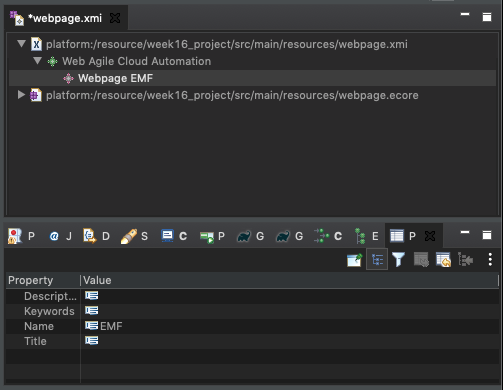 *webpage.xmi
platform:/resource/week16_project/src/main/resources/webpage.xmi
Web Agile Cloud Automation
Webpage EMF
platform:/resource/week16_project/src/main/resources/webpage.ecore
P @ J D S C P G G C E P
Property Value
Descript...
Keywords
Name EMF
Title